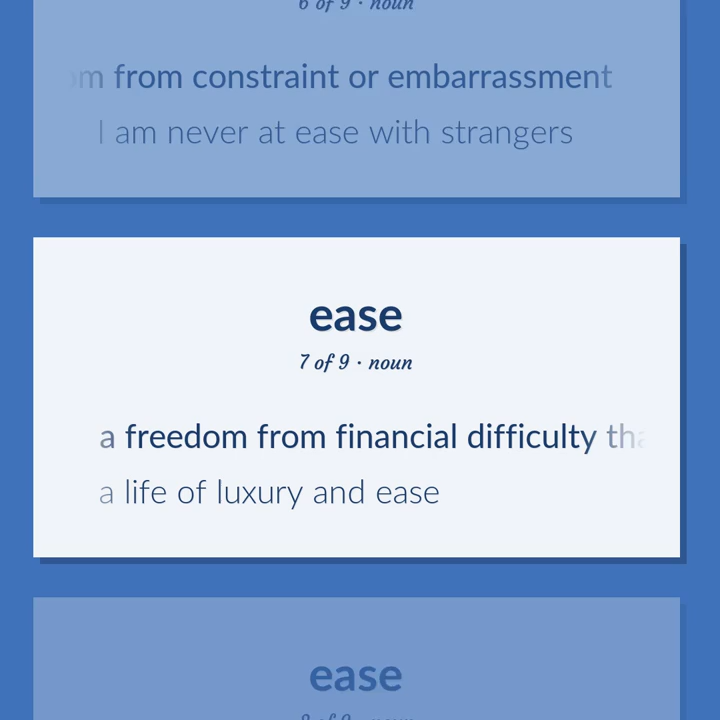 6 of 9 · noun
from constraint or embarrassment
I am never at ease with strangers
ease
7 of 9 · noun
a freedom from financial difficulty
a life of luxury and ease
ease